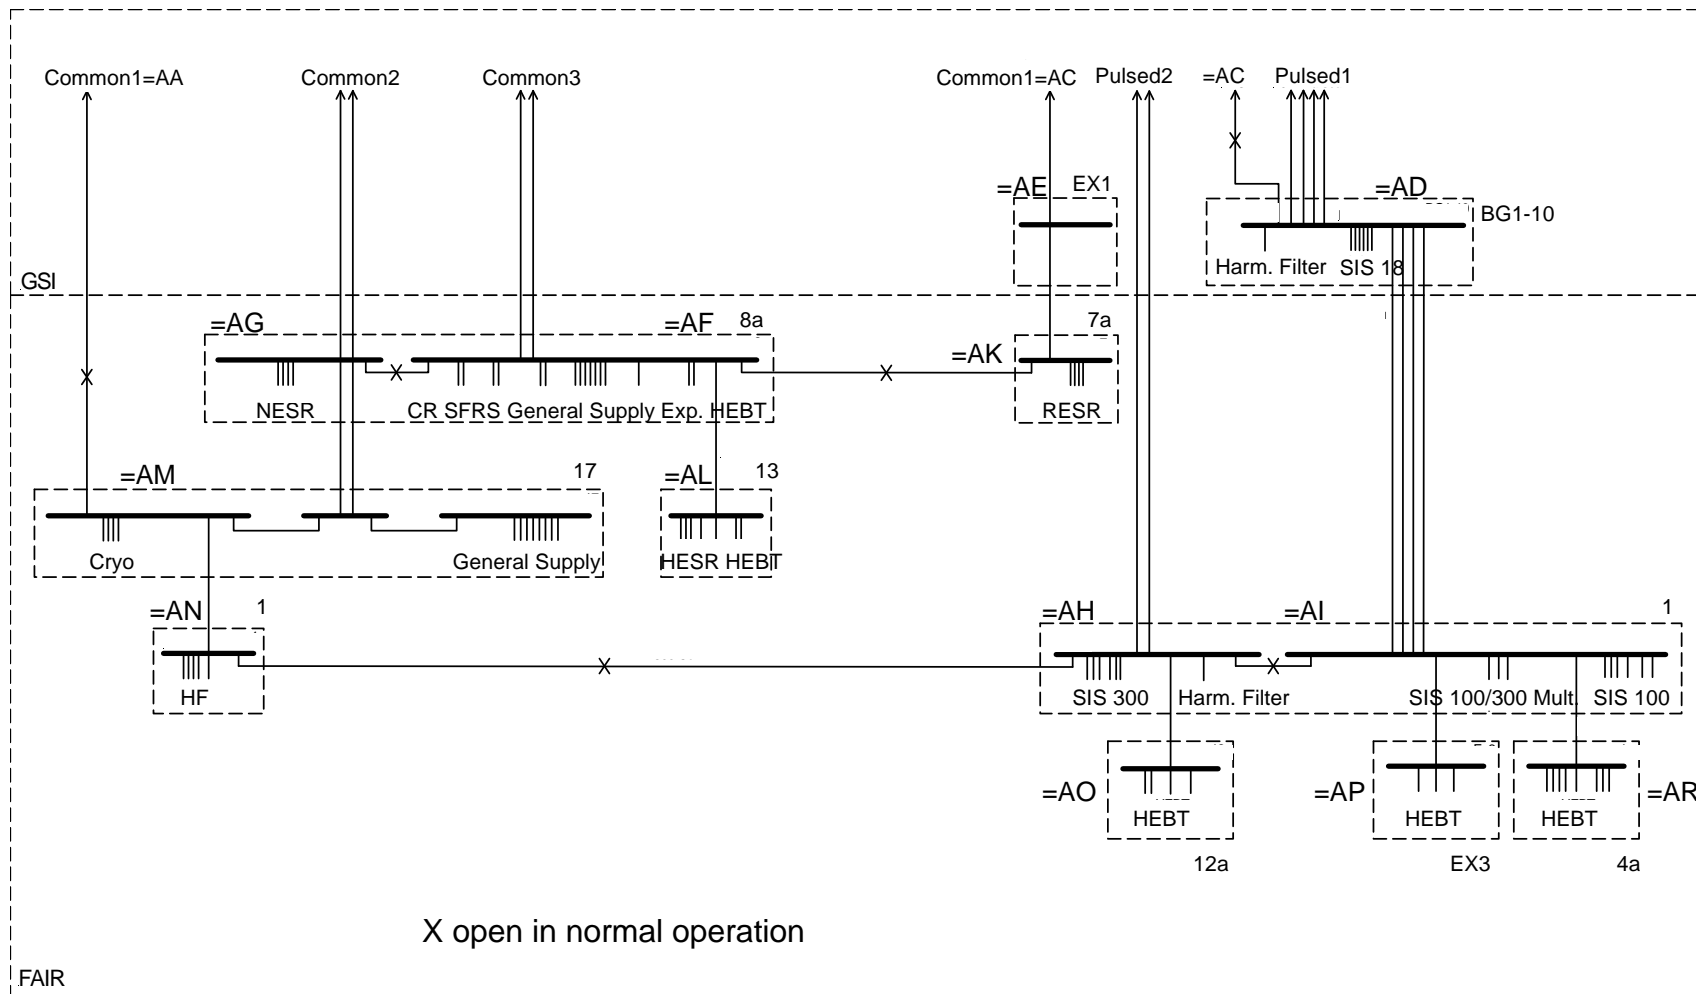 Common1=AA
Common2
Common3
Common1=AC
Pulsed2
=AC
Pulsed1
=AE
EX1
=AD
BG1-10
Harm. Filter
SIS 18
GSI
=AG
=AF
8a
7a
=AK
NESR
CR SFRS General Supply Exp. HEBT
RESR
=AM
17
=AL
13
Cryo
General Supply
HESR HEBT
=AN
1
=AH
=AI
1
HF
SIS 300
Harm. Filter
SIS 100/300 Mult.
SIS 100
=AO
HEBT
=AP
HEBT
HEBT
=AR
12a
EX3
4a
X open in normal operation
FAIR